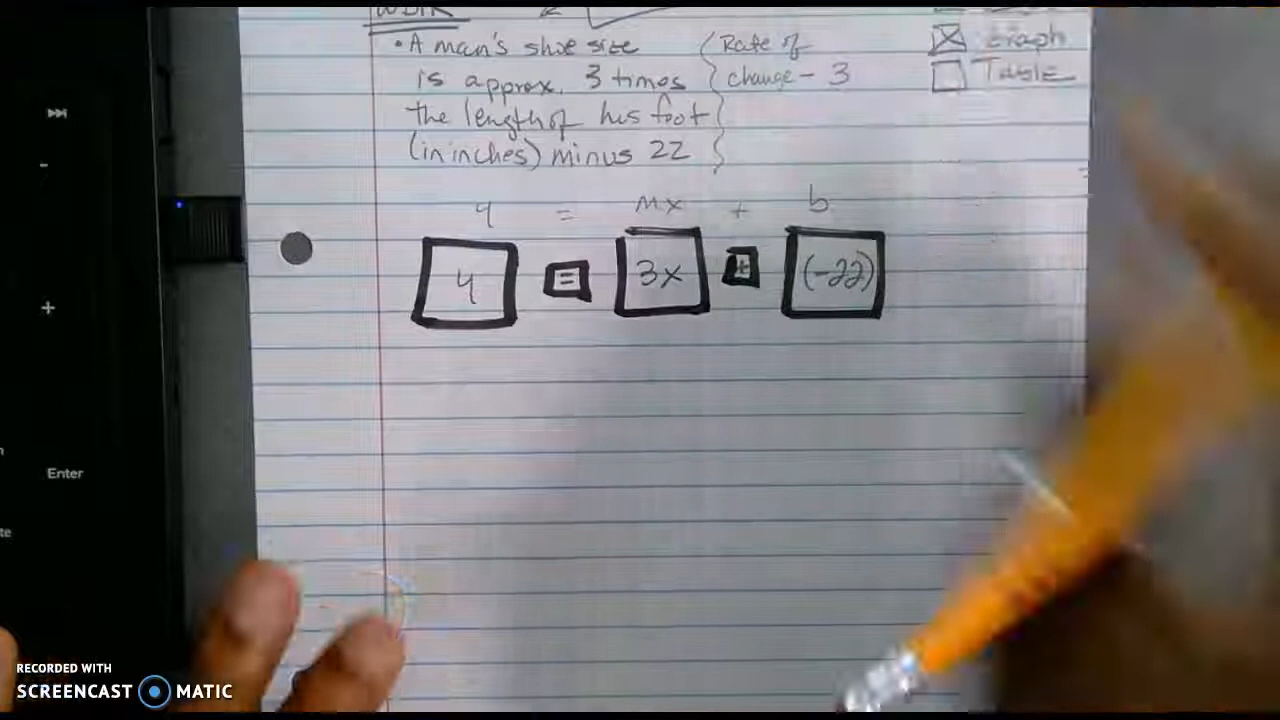 • A man's shoe size
is approx. 3 times
the length of his foot
(in inches) minus 22
Rate of
change - 3
Graph
Table
y = mx + b
y = 3x + (-22)
Enter
RECORDED WITH
SCREENCAST MATIC